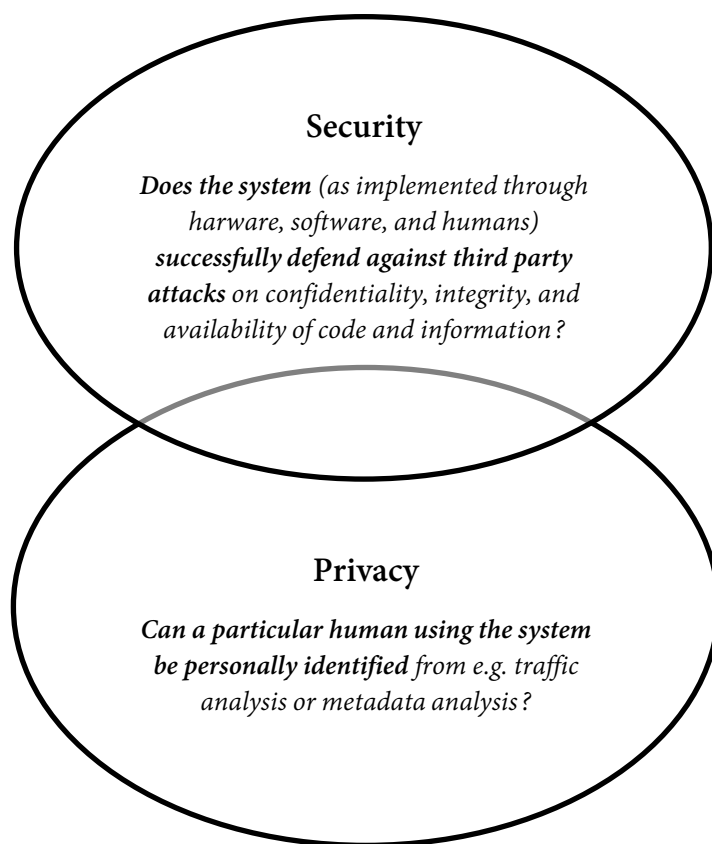 Security
Does the system (as implemented through
harware, software, and humans)
successfully defend against third party
attacks on confidentiality, integrity, and
availability of code and information?
Privacy
Can a particular human using the system
be personally identified from e.g. traffic
analysis or metadata analysis?